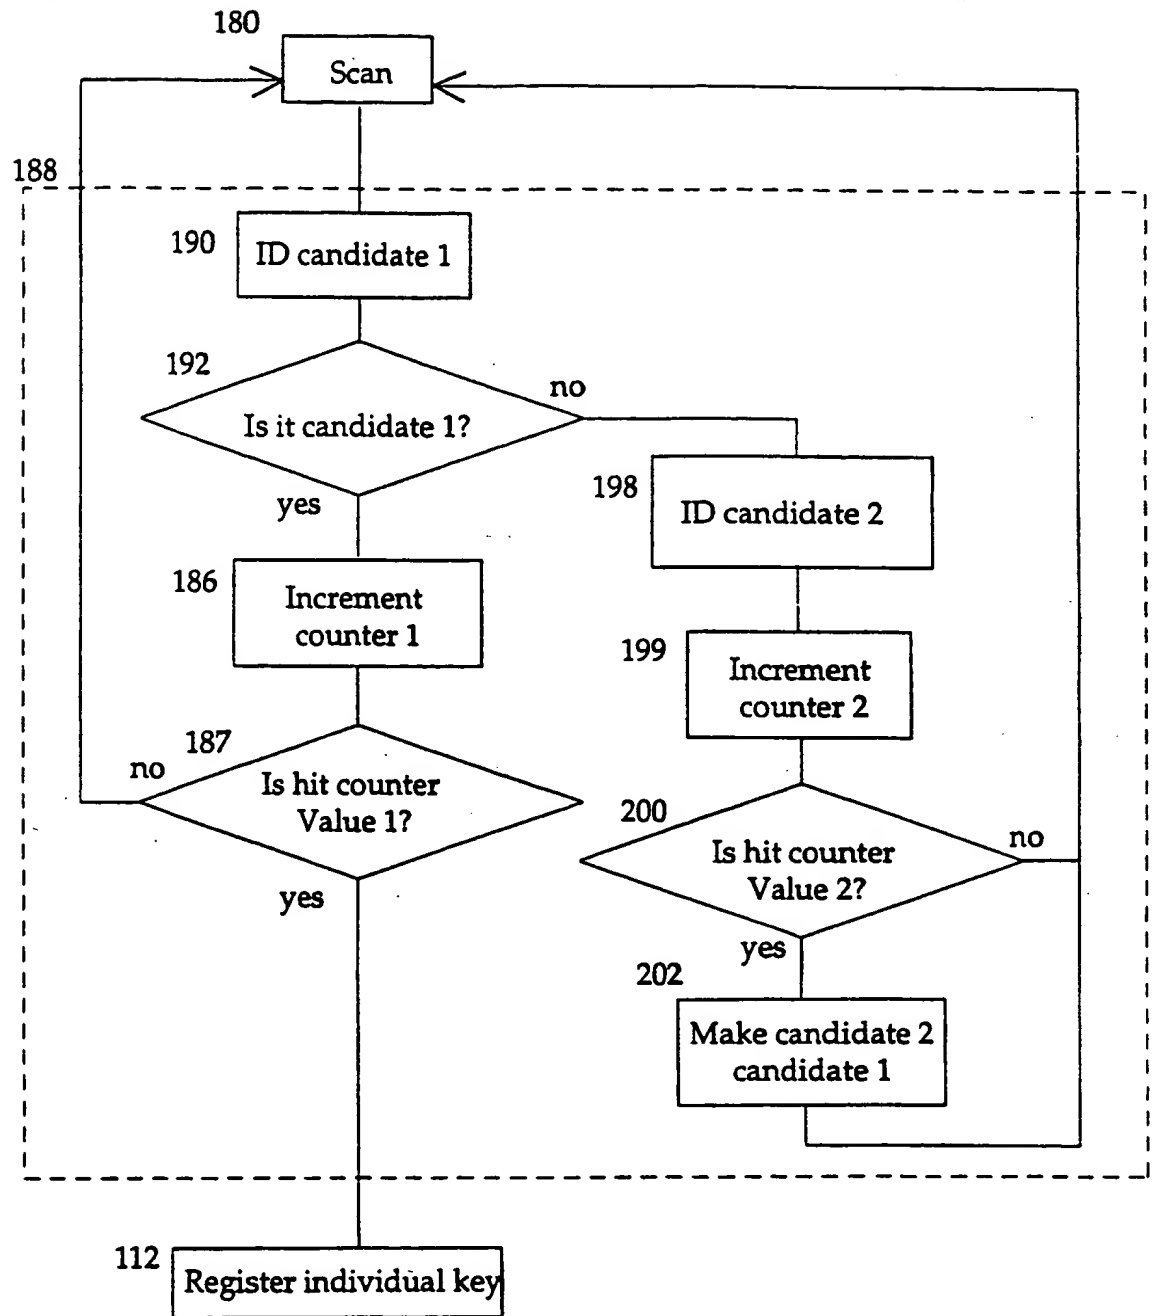 180
Scan
188
190
ID candidate 1
192
no
Is it candidate 1?
yes
198
ID candidate 2
186
Increment
counter 1
199
Increment
counter 2
187
no
Is hit counter
Value 1?
yes
200
no
Is hit counter
Value 2?
yes
202
Make candidate 2
candidate 1
112
Register individual key